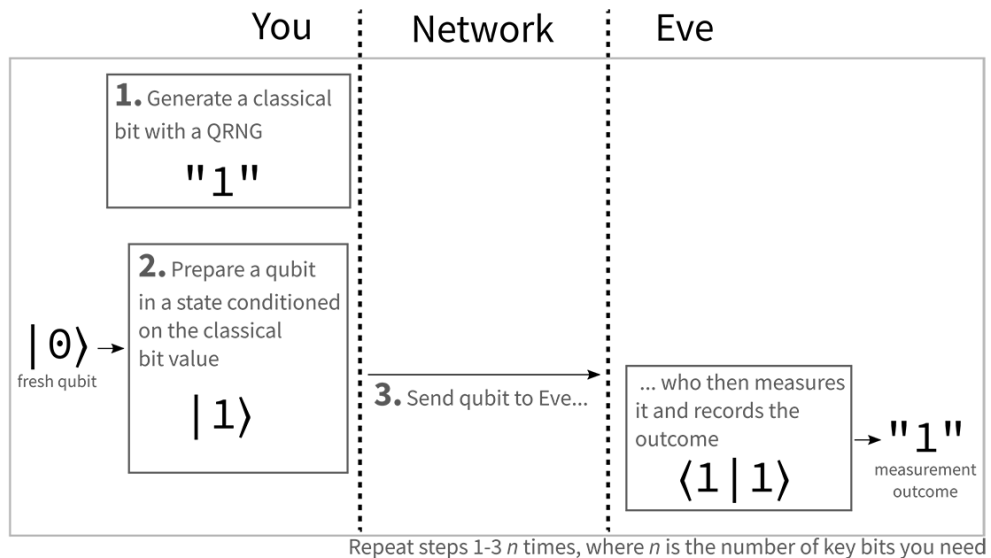 You
Network
Eve
1. Generate a classical
bit with a QRNG
"1"
2. Prepare a qubit
in a state conditioned
on the classical
bit value
|0⟩
fresh qubit
|1⟩
3. Send qubit to Eve...
... who then measures
it and records the
outcome
⟨1|1⟩
"1"
measurement
outcome
Repeat steps 1-3 n times, where n is the number of key bits you need